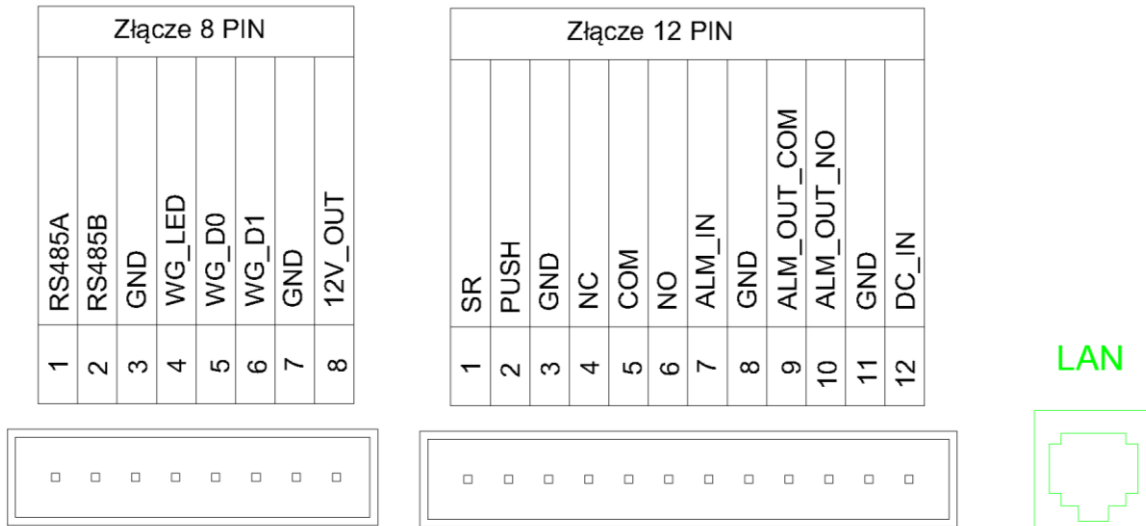 Złącze 8 PIN
RS485A
RS485B
GND
WG_LED
WG_D0
WG_D1
GND
12V_OUT
1
2
3
4
5
6
7
8
Złącze 12 PIN
SR
PUSH
GND
NC
COM
NO
ALM_IN
GND
ALM_OUT_COM
ALM_OUT_NO
GND
DC_IN
1
2
3
4
5
6
7
8
9
10
11
12
LAN